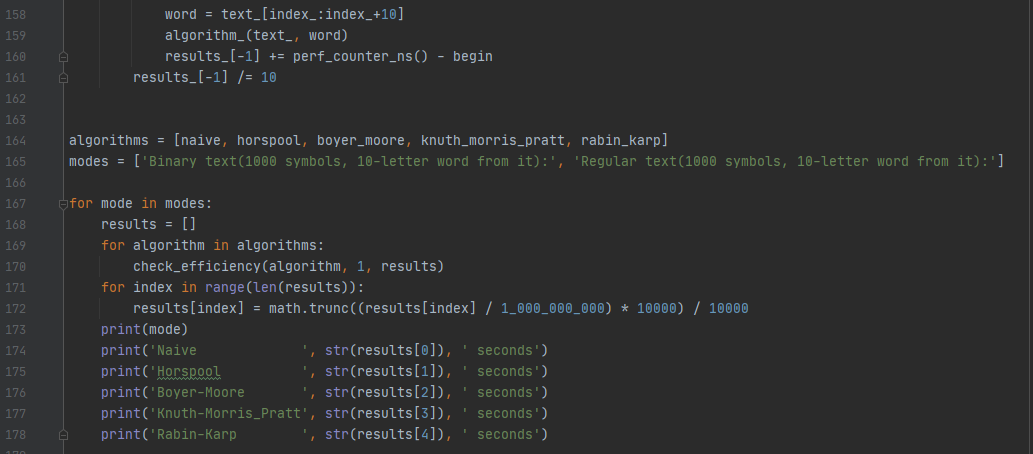 158 word = text_[index_:index_+10]
159 algorithm_(text_, word)
160 results_[-1] += perf_counter_ns() - begin
161 results_[-1] /= 10
162
163
164 algorithms = [naive, horspool, boyer_moore, knuth_morris_pratt, rabin_karp]
165 modes = ['Binary text(1000 symbols, 10-letter word from it):', 'Regular text(1000 symbols, 10-letter word from it):']
166
167 for mode in modes:
168 results = []
169 for algorithm in algorithms:
170 check_efficiency(algorithm, 1, results)
171 for index in range(len(results)):
172 results[index] = math.trunc((results[index] / 1_000_000_000) * 10000) / 10000
173 print(mode)
174 print('Naive             ', str(results[0]), ' seconds')
175 print('Horspool          ', str(results[1]), ' seconds')
176 print('Boyer-Moore       ', str(results[2]), ' seconds')
177 print('Knuth-Morris_Pratt', str(results[3]), ' seconds')
178 print('Rabin-Karp        ', str(results[4]), ' seconds')